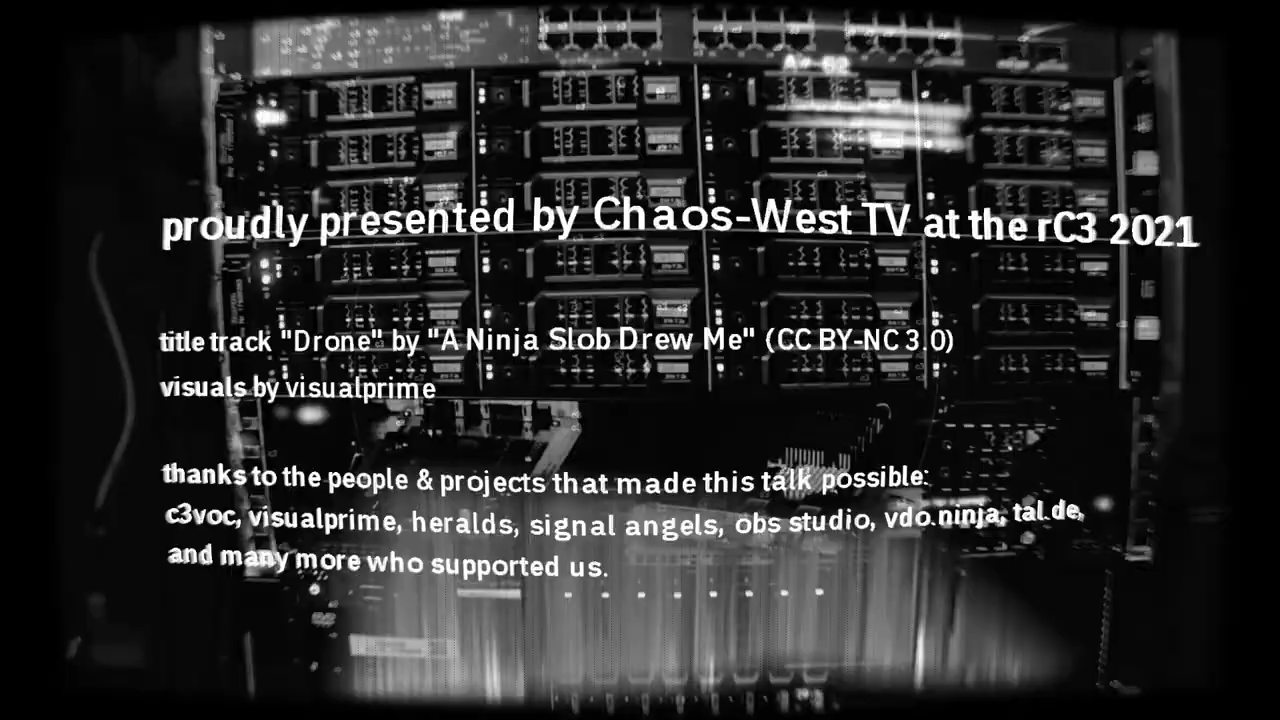 proudly presented by Chaos-West TV at the rC3 2021
title track "Drone" by "A Ninja Slob Drew Me" (CC BY-NC 3.0)
visuals by visualprime
thanks to the people & projects that made this talk possible:
c3voc, visualprime, heralds, signal angels, obs studio, vdo.ninja, tal.de,
and many more who supported us.